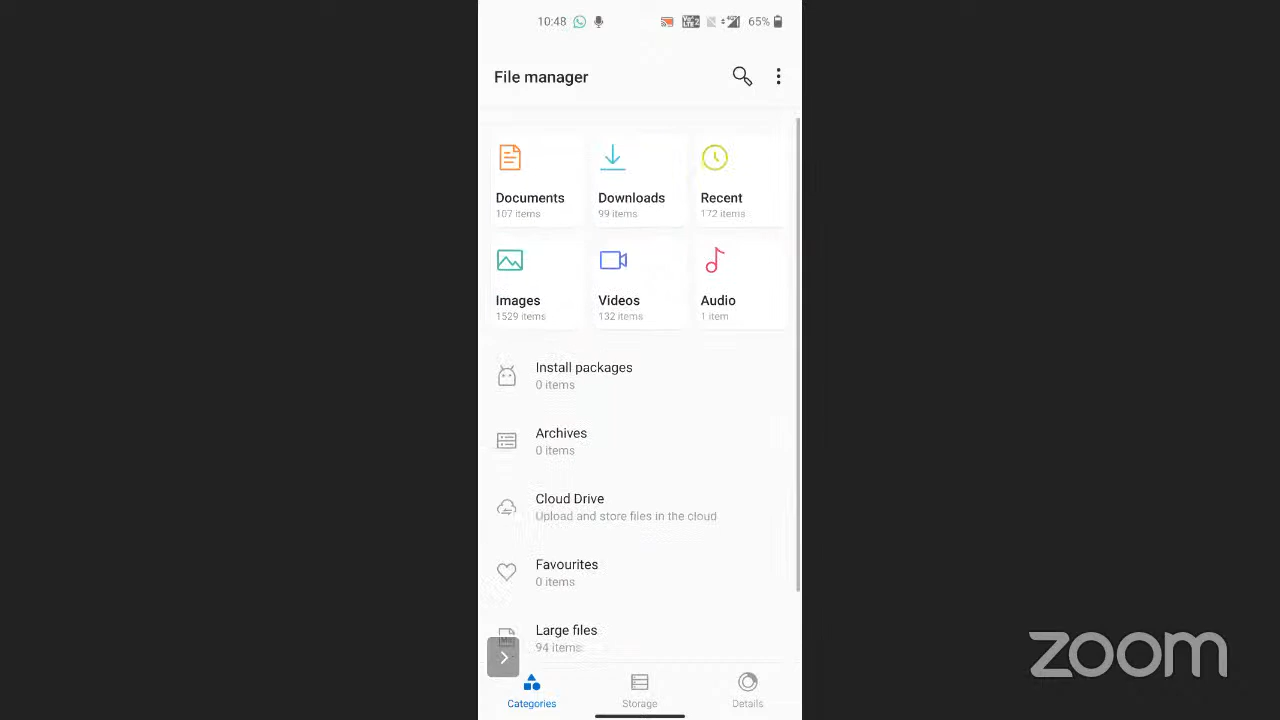 10:48 65%
File manager
Documents Downloads Recent
107 items 99 items 172 items
Images Videos Audio
1529 items 132 items 1 item
Install packages
0 items
Archives
0 items
Cloud Drive
Upload and store files in the cloud
Favourites
0 items
Large files
94 items
Categories Storage Details
zoom